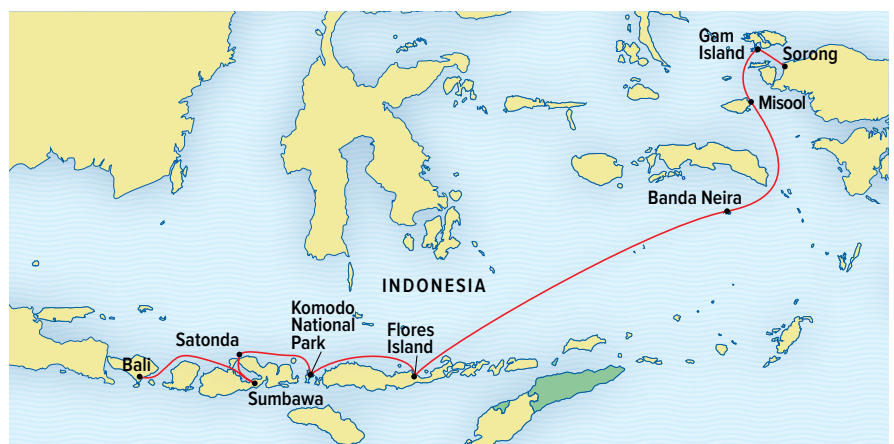 Gam
Island
Sorong
Misool
Banda Neira
INDONESIA
Komodo
National
Park
Flores
Island
Satonda
Bali
Sumbawa